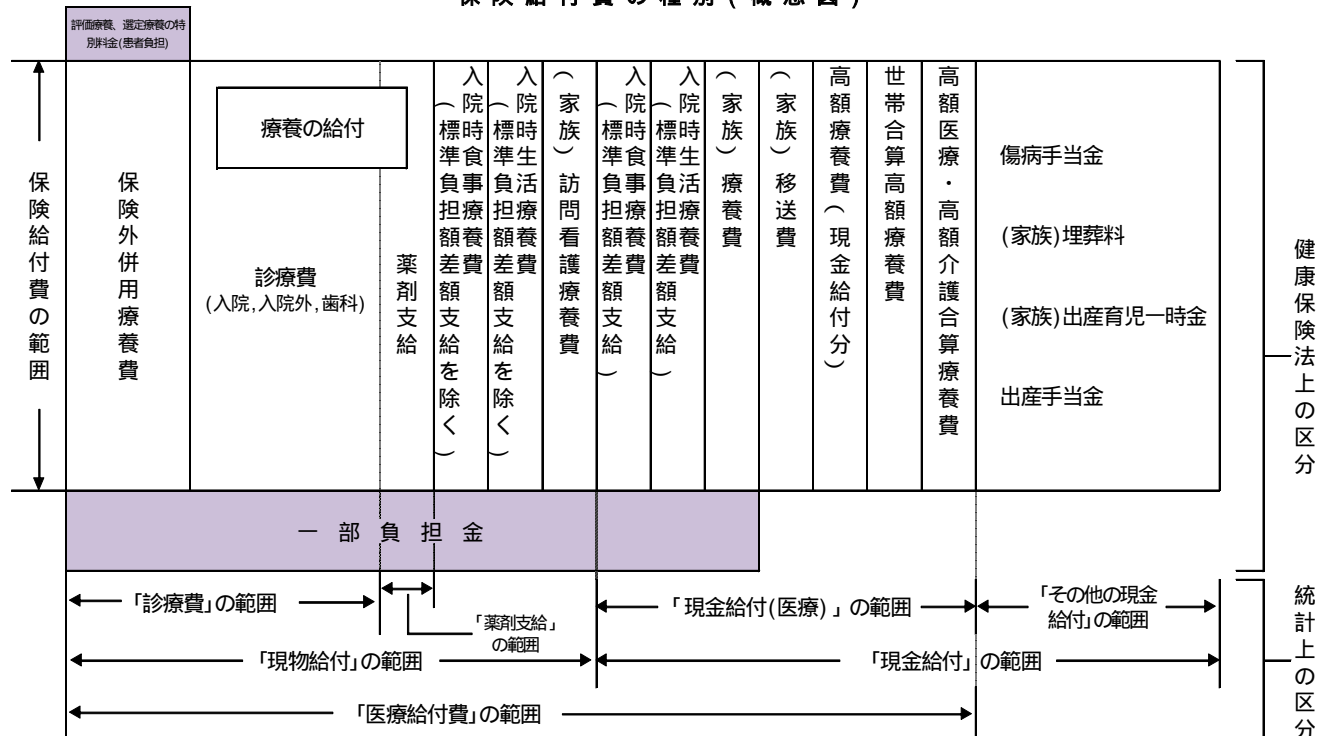 保険給付費の種別(概念図)
評価療養、選定療養の特
別料金(患者負担)
保険給付費の範囲
保険外併用療養費
療養の給付
診療費
(入院,入院外,歯科)
薬剤支給
入院時食事療養費
(標準負担額差額支給を除く)
入院時生活療養費
(標準負担額差額支給を除く)
(家族)訪問看護療養費
入院時食事療養費
(標準負担額差額支給)
入院時生活療養費
(標準負担額差額支給)
(家族)療養費
(家族)移送費
高額療養費(現金給付分)
世帯合算高額療養費
高額医療・高額介護合算療養費
傷病手当金
(家族)埋葬料
(家族)出産育児一時金
出産手当金
健康保険法上の区分
一部負担金
「診療費」の範囲
「薬剤支給」
の範囲
「現金給付(医療)」の範囲
「その他の現金
給付」の範囲
「現物給付」の範囲
「現金給付」の範囲
「医療給付費」の範囲
統計上の区分